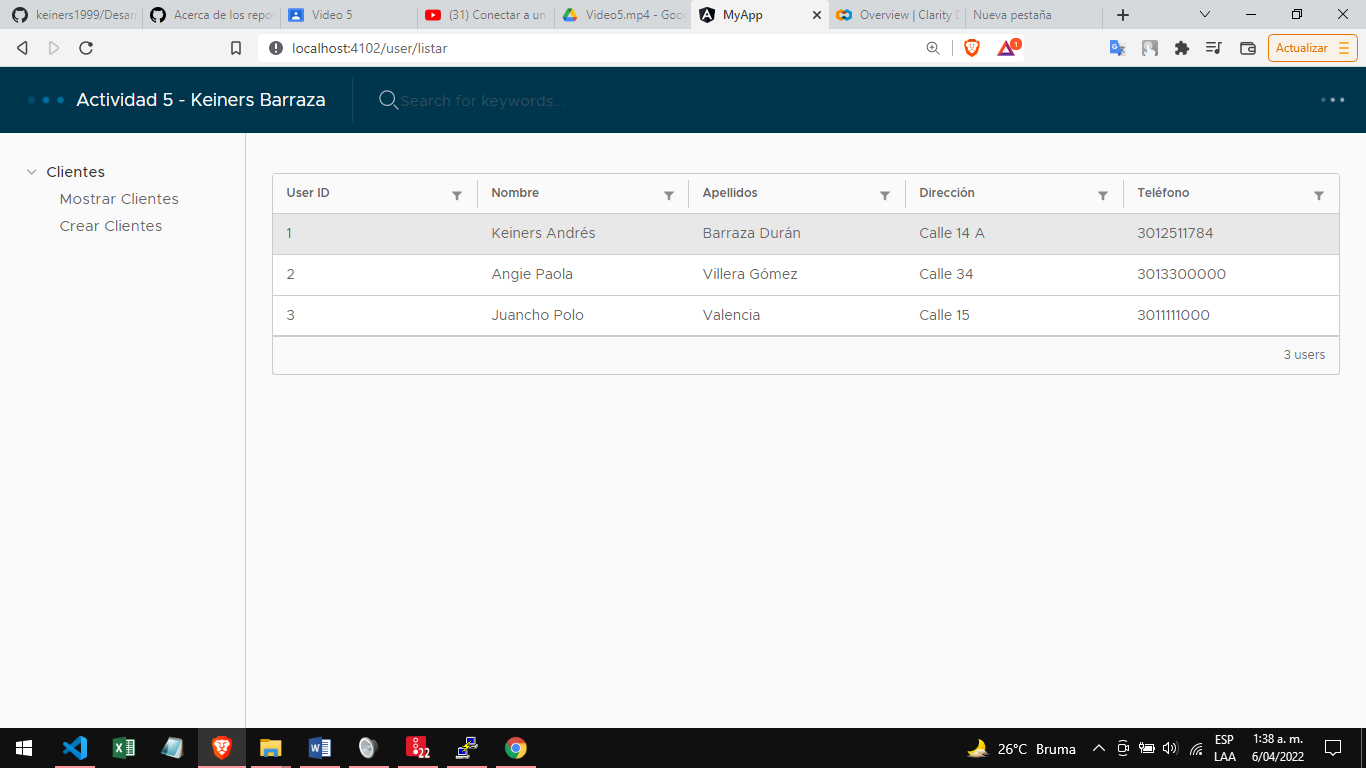 keiners1999/Desar
Acerca de los repos
Video 5
(31) Conectar a un
Video5.mp4 - Goo
MyApp
Overview | Clarity D
Nueva pestaña
localhost:4102/user/listar
1
Actualizar
Actividad 5 - Keiners Barraza
Search for keywords...
Clientes
Mostrar Clientes
Crear Clientes
User ID Nombre Apellidos Dirección Teléfono
1 Keiners Andrés Barraza Durán Calle 14 A 3012511784
2 Angie Paola Villera Gómez Calle 34 3013300000
3 Juancho Polo Valencia Calle 15 3011111000
3 users
22
26°C Bruma
ESP
LAA
1:38 a. m.
6/04/2022